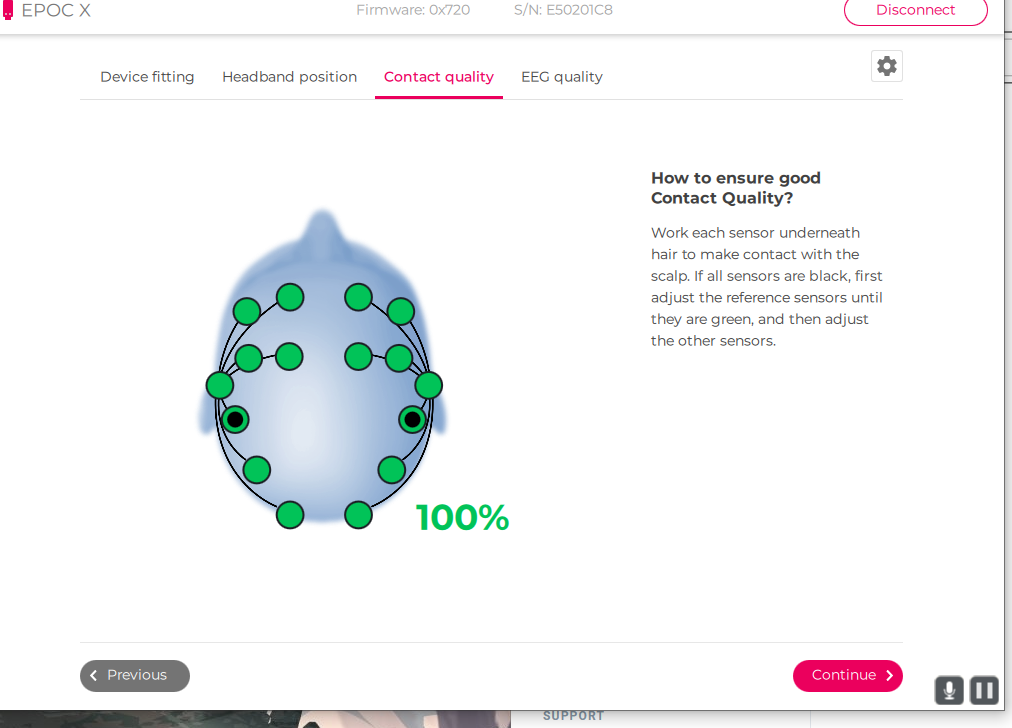 EPOC X
Firmware: 0x720
S/N: E50201C8
Disconnect
Device fitting
Headband position
Contact quality
EEG quality
How to ensure good
Contact Quality?
Work each sensor underneath
hair to make contact with the
scalp. If all sensors are black, first
adjust the reference sensors until
they are green, and then adjust
the other sensors.
100%
Previous
Continue
SUPPORT